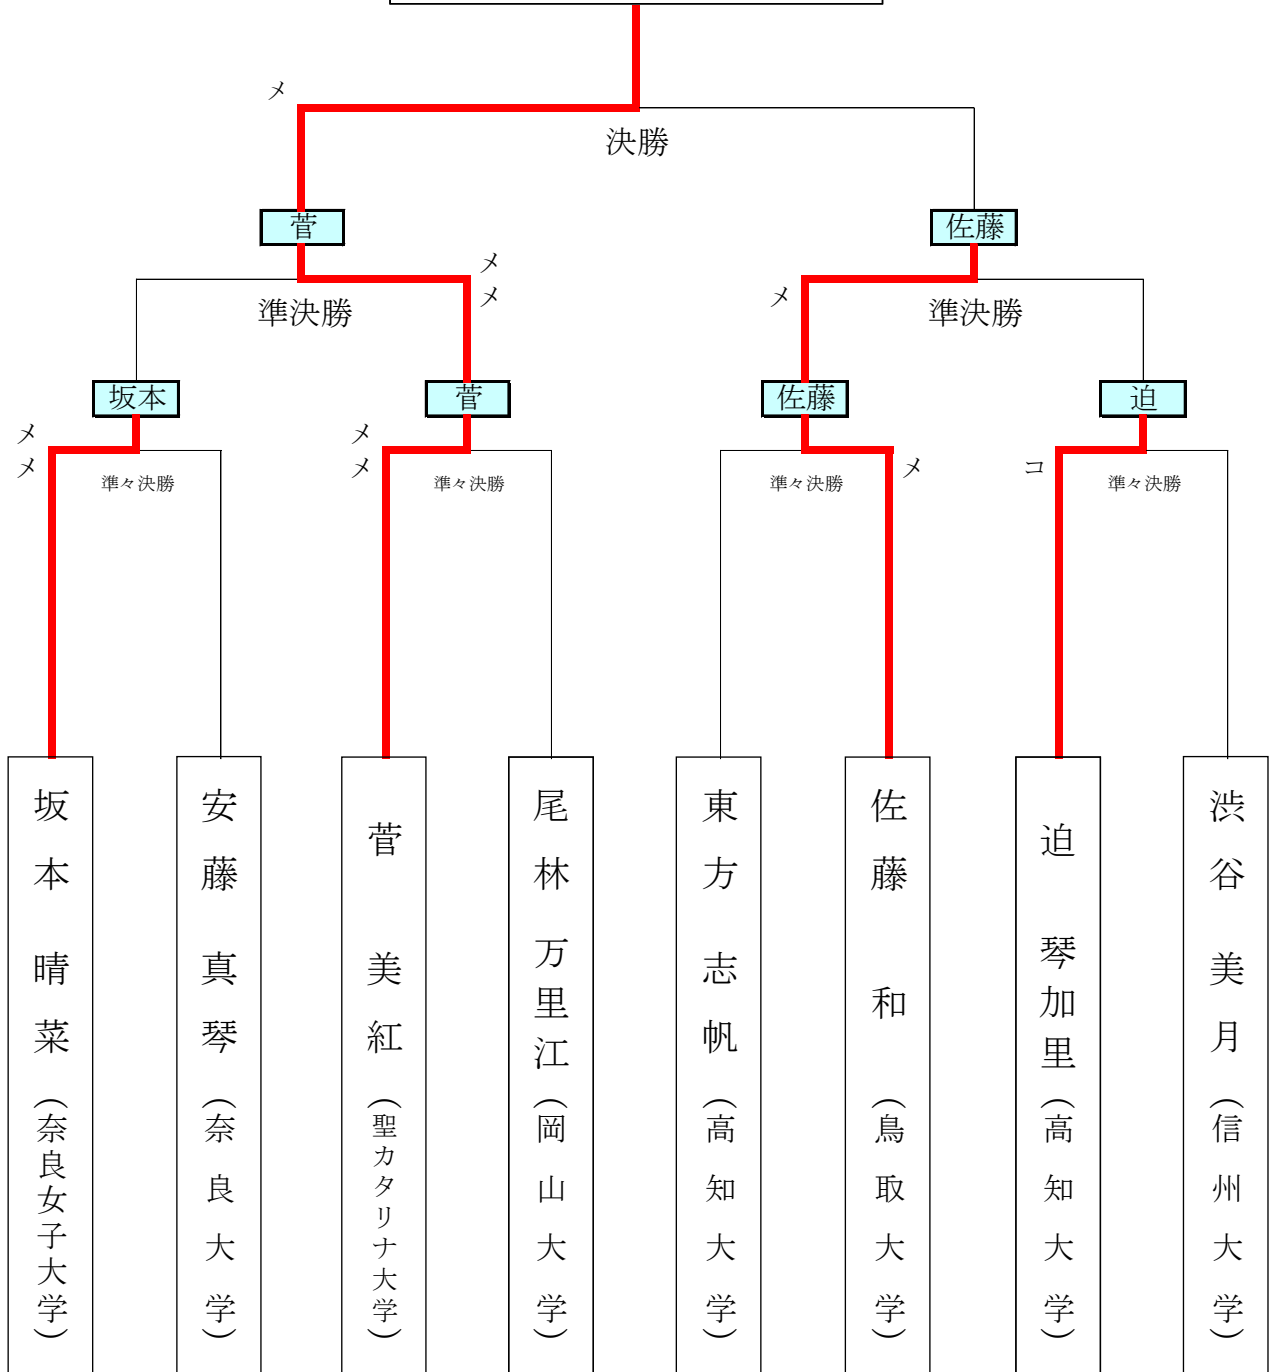 メ
決勝
菅
佐藤
メ
メ
メ
準決勝
準決勝
坂本
菅
佐藤
迫
メ
メ
メ
メ
メ
コ
準々決勝
準々決勝
準々決勝
準々決勝
坂本 晴菜 (奈良女子大学)
安藤 真琴 (奈良大学)
菅 美紅 (聖カタリナ大学)
尾林 万里江 (岡山大学)
東方 志帆 (高知大学)
佐藤 和 (鳥取大学)
迫 琴加里 (高知大学)
渋谷 美月 (信州大学)